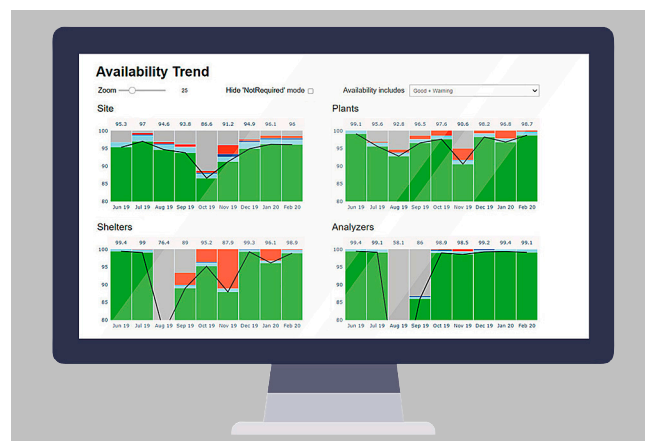 Availability Trend
Zoom 25 Hide 'NotRequired' mode Availability includes Good + Warning
Site Plants
95.3 97 94.6 93.8 86.6 91.2 94.9 96.1 96
99.1 95.6 92.8 96.5 97.6 90.6 98.2 96.8 98.7
100
95
90
85
80
100
95
90
85
80
Jun 19 Jul 19 Aug 19 Sep 19 Oct 19 Nov 19 Dec 19 Jan 20 Feb 20
Jun 19 Jul 19 Aug 19 Sep 19 Oct 19 Nov 19 Dec 19 Jan 20 Feb 20
Shelters Analyzers
99.4 99 76.4 89 95.2 87.9 99.3 96.1 98.9
99.4 99.1 58.1 86 98.9 98.5 99.2 99.4 99.1
100
95
90
85
80
100
95
90
85
80
Jun 19 Jul 19 Aug 19 Sep 19 Oct 19 Nov 19 Dec 19 Jan 20 Feb 20
Jun 19 Jul 19 Aug 19 Sep 19 Oct 19 Nov 19 Dec 19 Jan 20 Feb 20